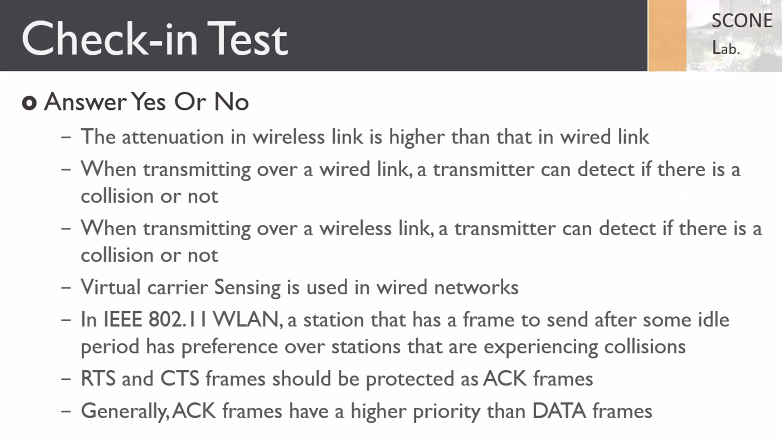 Check-in Test
SCONE
Lab.
Answer Yes Or No
– The attenuation in wireless link is higher than that in wired link
– When transmitting over a wired link, a transmitter can detect if there is a
collision or not
– When transmitting over a wireless link, a transmitter can detect if there is a
collision or not
– Virtual carrier Sensing is used in wired networks
– In IEEE 802.11 WLAN, a station that has a frame to send after some idle
period has preference over stations that are experiencing collisions
– RTS and CTS frames should be protected as ACK frames
– Generally, ACK frames have a higher priority than DATA frames